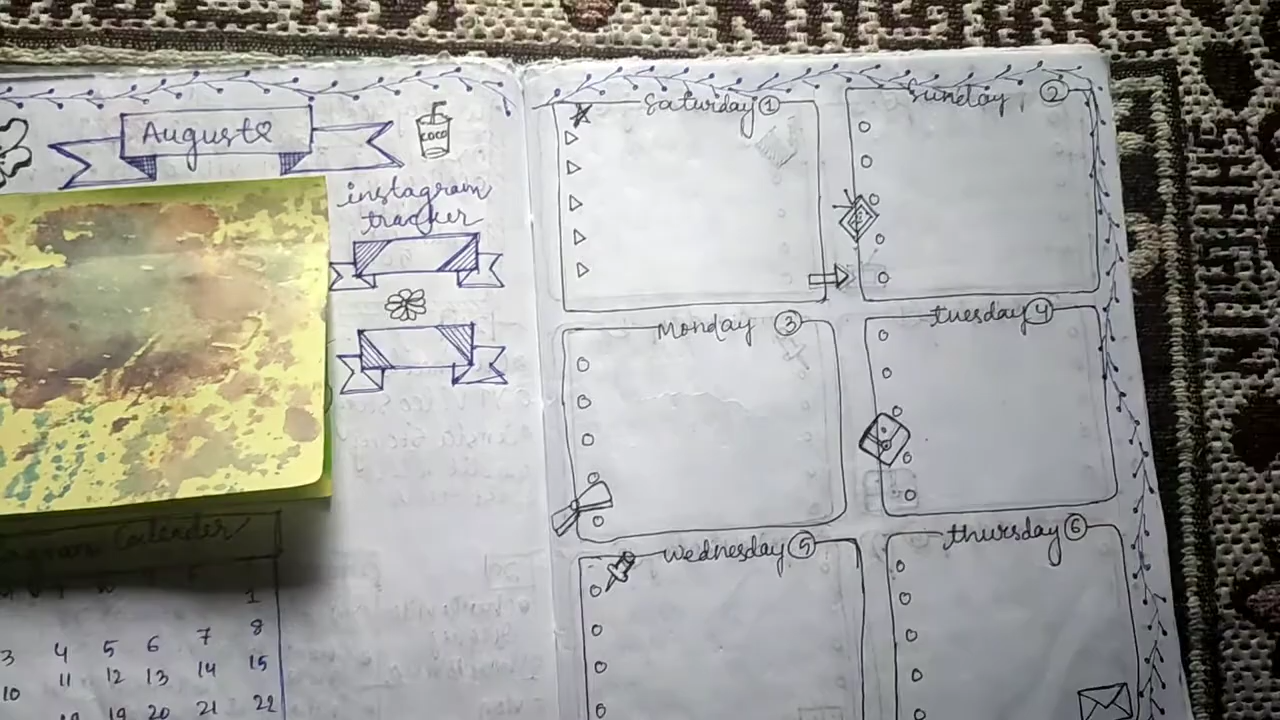 August
COCO
instagram
tracker
Calender
1
4 5 6 7 8
3
11 12 13 14 15
10
19 20 21 22
Saturday 1
Sunday 2
Monday 3
tuesday 4
wednesday 5
thursday 6